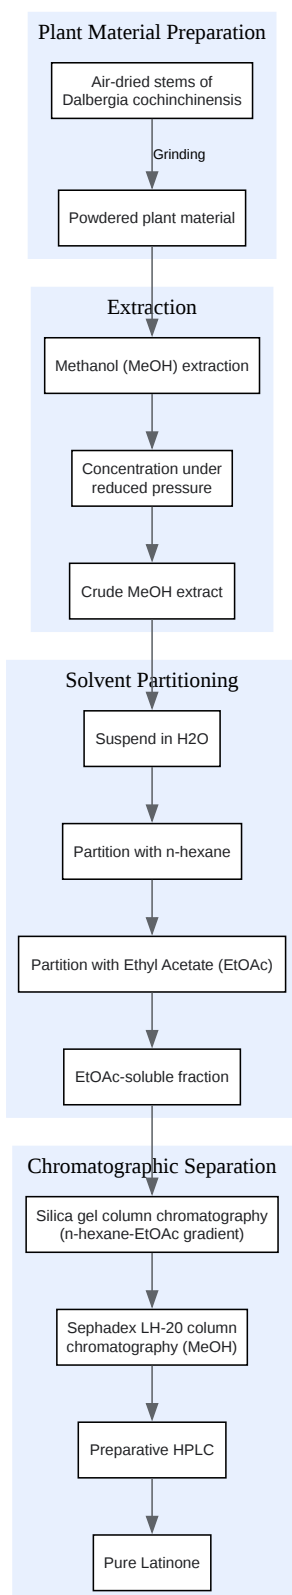 Plant Material Preparation
Air-dried stems of
Dalbergia cochinchinensis
Grinding
Powdered plant material
Extraction
Methanol (MeOH) extraction
Concentration under
reduced pressure
Crude MeOH extract
Solvent Partitioning
Suspend in H2O
Partition with n-hexane
Partition with Ethyl Acetate (EtOAc)
EtOAc-soluble fraction
Chromatographic Separation
Silica gel column chromatography
(n-hexane-EtOAc gradient)
Sephadex LH-20 column
chromatography (MeOH)
Preparative HPLC
Pure Latinone